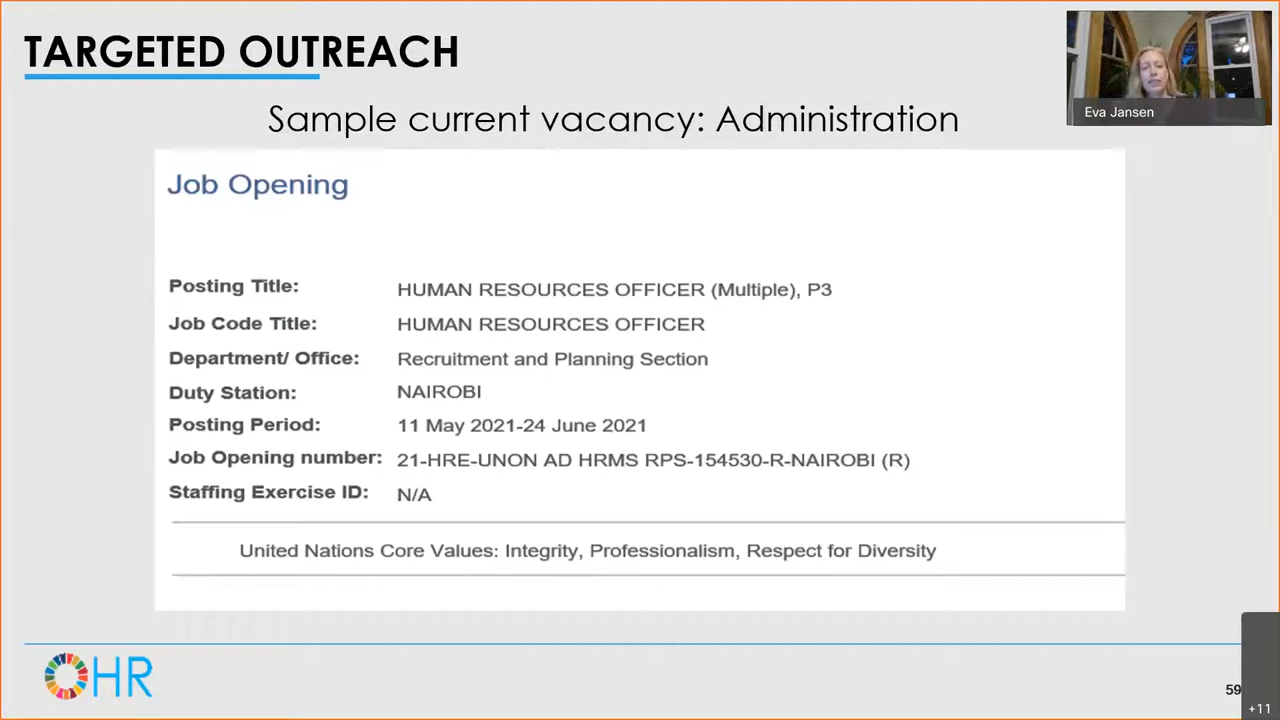 TARGETED OUTREACH
Eva Jansen
Sample current vacancy: Administration
Job Opening
Posting Title: HUMAN RESOURCES OFFICER (Multiple), P3
Job Code Title: HUMAN RESOURCES OFFICER
Department/ Office: Recruitment and Planning Section
Duty Station: NAIROBI
Posting Period: 11 May 2021-24 June 2021
Job Opening number: 21-HRE-UNON AD HRMS RPS-154530-R-NAIROBI (R)
Staffing Exercise ID: N/A
United Nations Core Values: Integrity, Professionalism, Respect for Diversity
OHR
59
+11